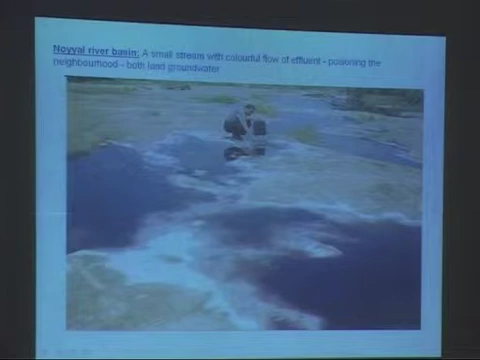 Noyyal river basin: A small stream with colourful flow of effluent - poisoning the
neighbourhood - both land groundwater